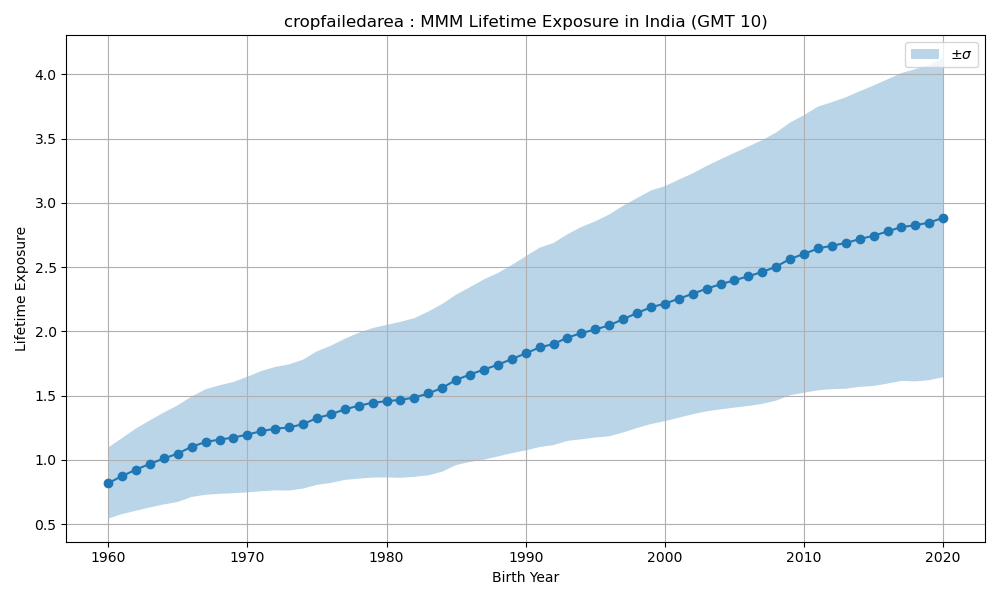 cropfailedarea : MMM Lifetime Exposure in India (GMT 10)
±σ
Lifetime Exposure
4.0
3.5
3.0
2.5
2.0
1.5
1.0
0.5
1960 1970 1980 1990 2000 2010 2020
Birth Year